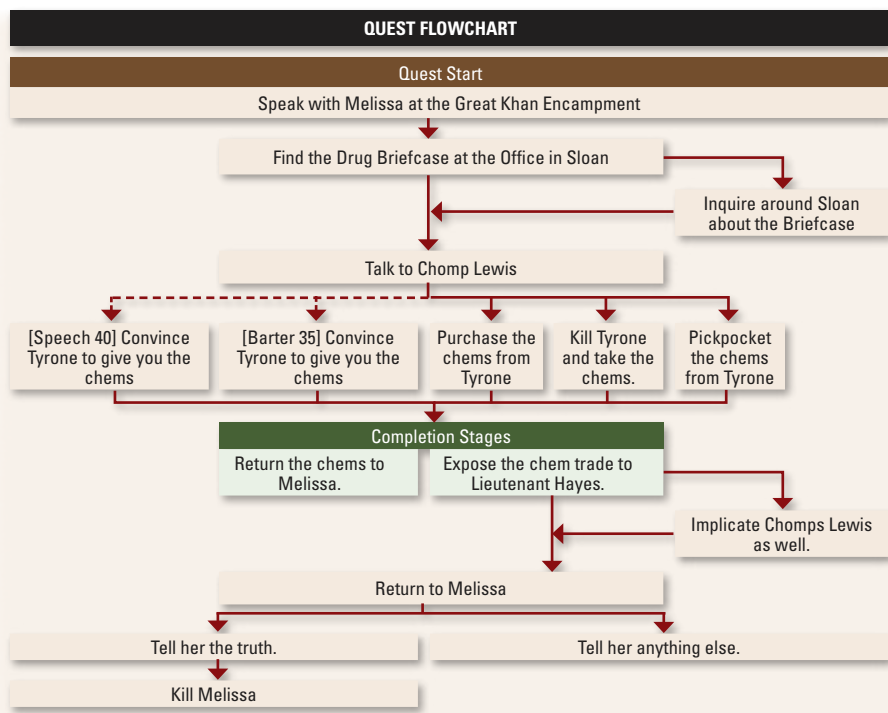 QUEST FLOWCHART
Quest Start
Speak with Melissa at the Great Khan Encampment
Find the Drug Briefcase at the Office in Sloan
Inquire around Sloan
about the Briefcase
Talk to Chomp Lewis
[Speech 40] Convince
Tyrone to give you the
chems
[Barter 35] Convince
Tyrone to give you the
chems
Purchase the
chems from
Tyrone
Kill Tyrone
and take the
chems.
Pickpocket
the chems
from Tyrone
Completion Stages
Return the chems to
Melissa.
Expose the chem trade to
Lieutenant Hayes.
Implicate Chomps Lewis
as well.
Return to Melissa
Tell her the truth.
Tell her anything else.
Kill Melissa